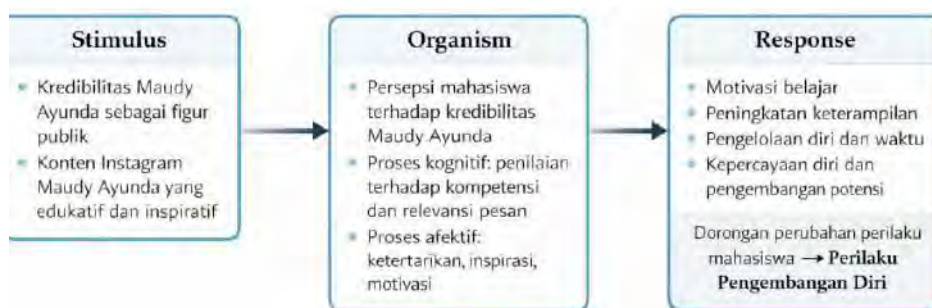 Stimulus
• Kredibilitas Maudy
Ayunda sebagai figur
publik
• Konten Instagram
Maudy Ayunda yang
edukatif dan inspiratif
Organism
• Persepsi mahasiswa
terhadap kredibilitas
Maudy Ayunda
• Proses kognitif: penilaian
terhadap kompetensi
dan relevansi pesan
• Proses afektif:
ketertarikan, inspirasi,
motivasi
Response
• Motivasi belajar
• Peningkatan keterampilan
• Pengelolaan diri dan waktu
• Kepercayaan diri dan
pengembangan potensi
Dorongan perubahan perilaku
mahasiswa → Perilaku
Pengembangan Diri